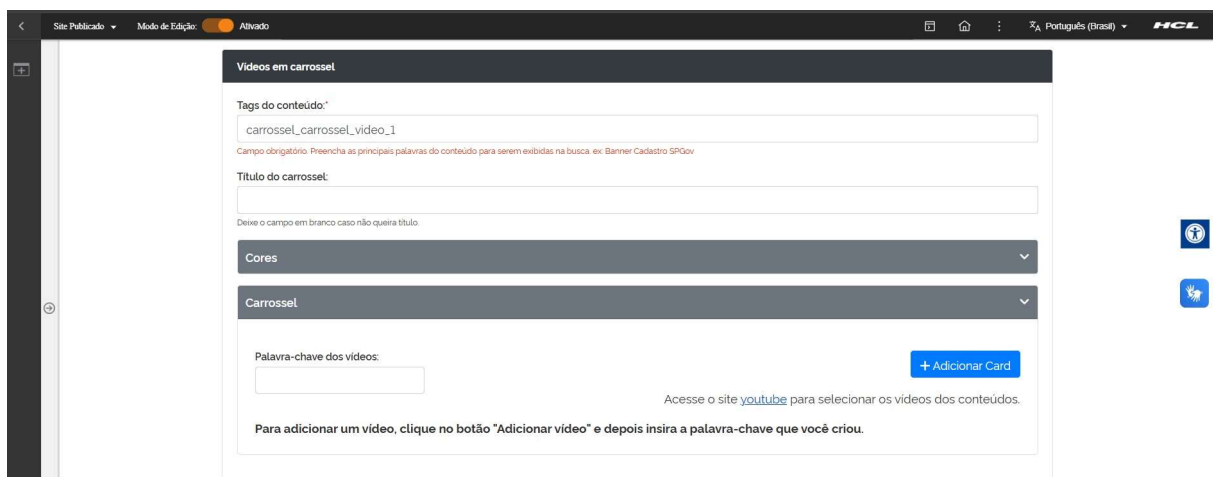 Site Publicado Modo de Edição: Ativado Português (Brasil) HCL
Vídeos em carrossel
Tags do conteúdo:*
carrossel_carrossel_video_1
Campo obrigatório. Preencha as principais palavras do conteúdo para serem exibidas na busca. ex: Banner Cadastro SPGov
Título do carrossel:
Deixe o campo em branco caso não queira título.
Cores
Carrossel
Palavra-chave dos vídeos:
+ Adicionar Card
Acesse o site youtube para selecionar os vídeos dos conteúdos.
Para adicionar um vídeo, clique no botão "Adicionar vídeo" e depois insira a palavra-chave que você criou.